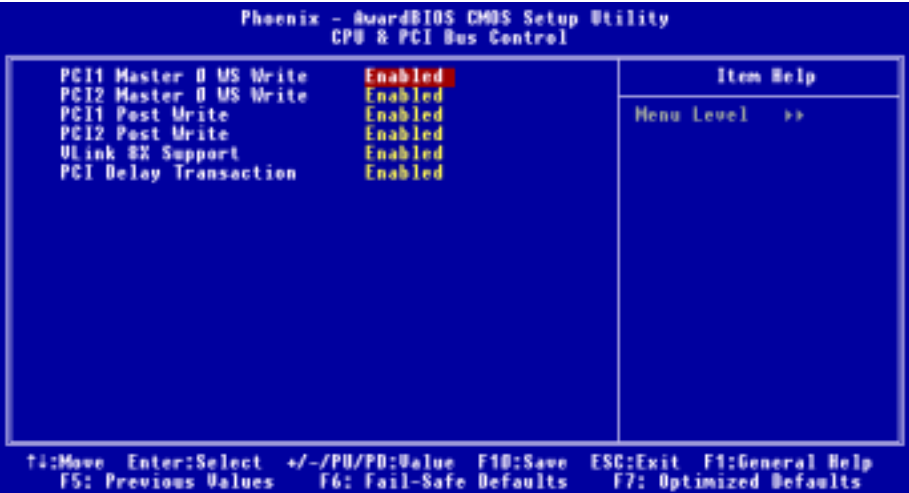 Phoenix - AwardBIOS CMOS Setup Utility
CPU & PCI Bus Control
PCI1 Master 0 WS Write Enabled
PCI2 Master 0 WS Write Enabled
PCI1 Post Write Enabled
PCI2 Post Write Enabled
VLink 8X Support Enabled
PCI Delay Transaction Enabled
Item Help
Menu Level ▸▸
↑↓:Move Enter:Select +/-/PU/PD:Value F10:Save ESC:Exit F1:General Help
F5: Previous Values F6: Fail-Safe Defaults F7: Optimized Defaults